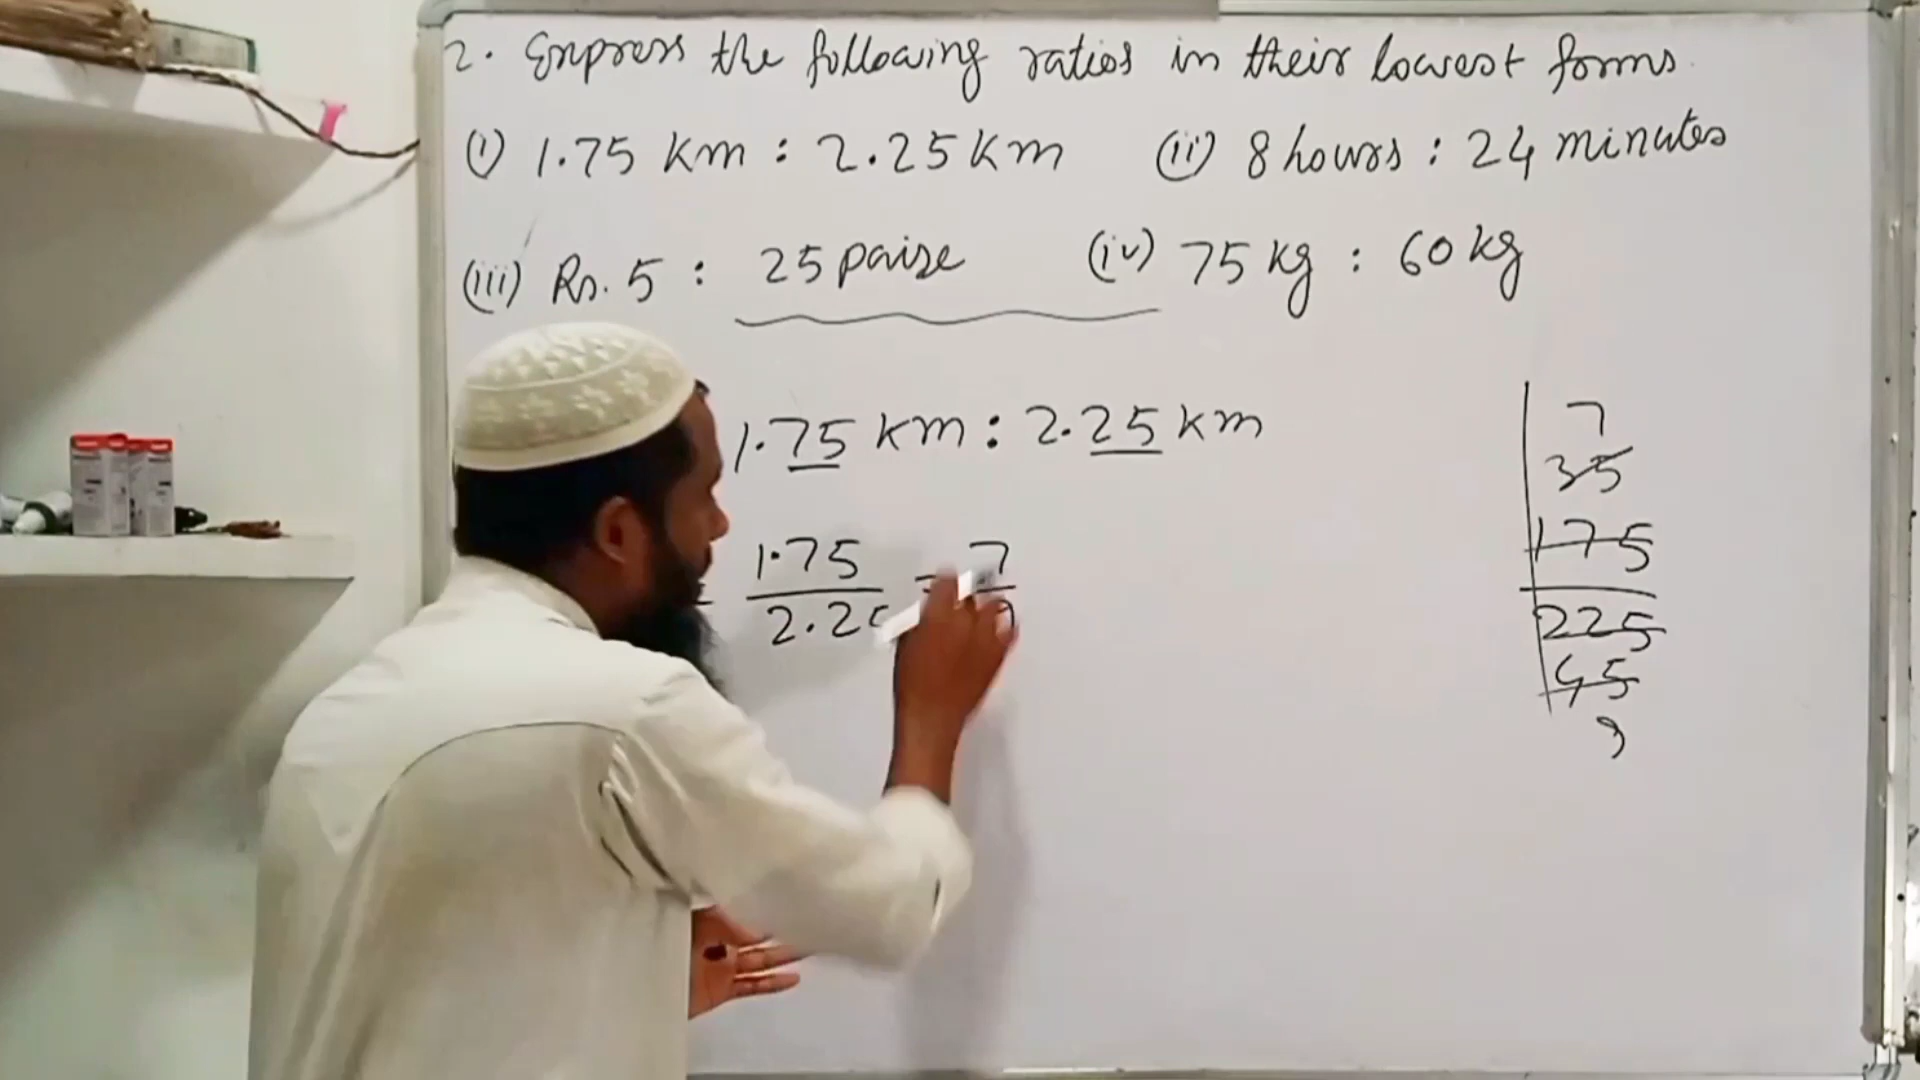 2. Express the following ratios in their lowest forms.
(i) 1.75 km : 2.25 km (ii) 8 hours : 24 minutes
(iii) Rs. 5 : 25 paise (iv) 75 kg : 60 kg
1.75 km : 2.25 km
7
35
175
225
45
9
= 1.75 / 2.25 = 7 / 9